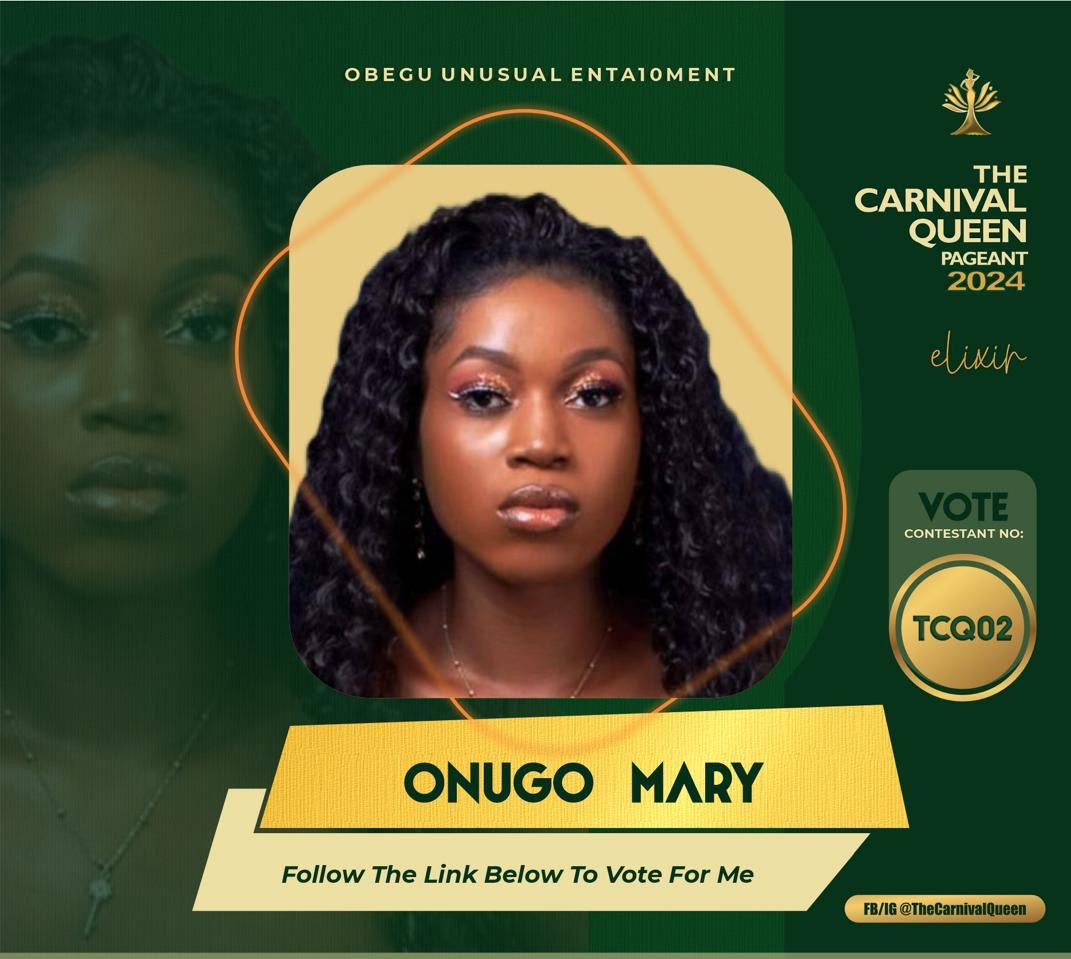 OBEGU UNUSUAL ENTA10MENT
THE
CARNIVAL
QUEEN
PAGEANT
2024
elixir
VOTE
CONTESTANT NO:
TCQ02
ONUGO MARY
Follow The Link Below To Vote For Me
FB/IG @TheCarnivalQueen